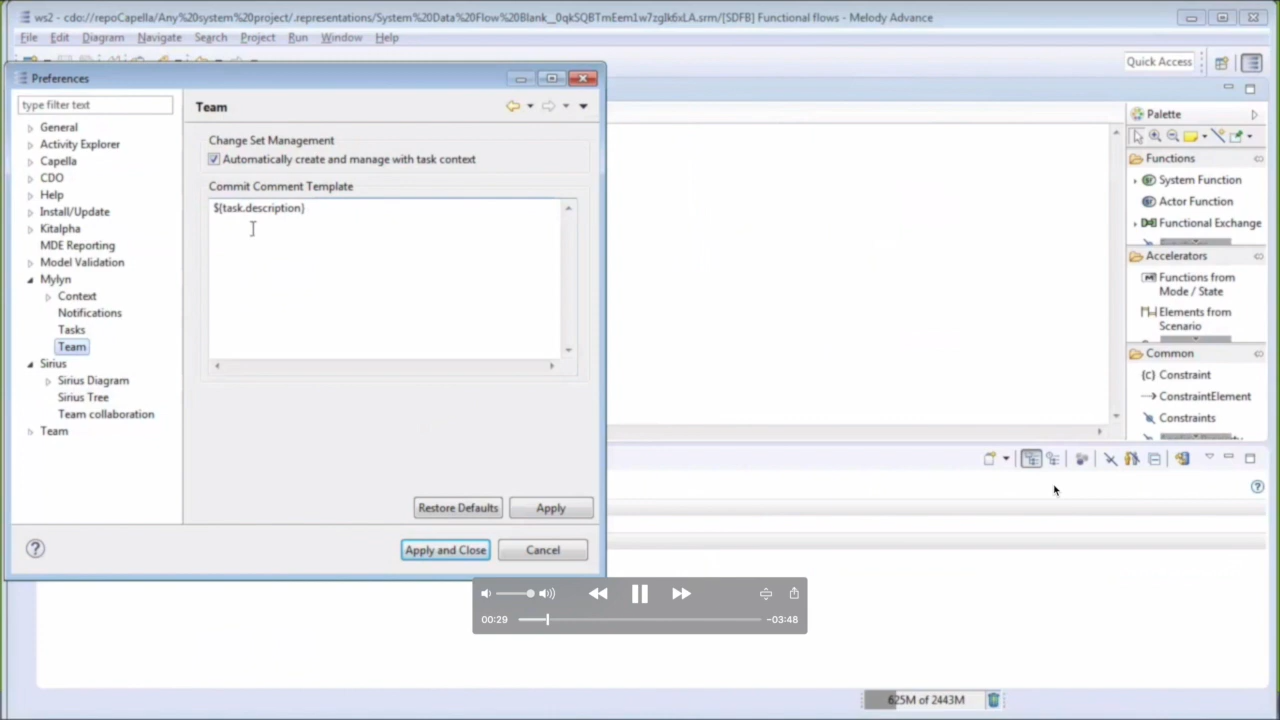 ws2 - cdo://repoCapella/Any%20system%20project/.representations/System%20Data%20Flow%20Blank__0qkSQBTmEem1w7zglk6xLA.srm/[SDFB] Functional flows - Melody Advance
File Edit Diagram Navigate Search Project Run Window Help
Quick Access
Preferences
type filter text
General
Activity Explorer
Capella
CDO
Help
Install/Update
Kitalpha
MDE Reporting
Model Validation
Mylyn
Context
Notifications
Tasks
Team
Sirius
Sirius Diagram
Sirius Tree
Team collaboration
Team
Team
Change Set Management
Automatically create and manage with task context
Commit Comment Template
${task.description}
Restore Defaults
Apply
Apply and Close
Cancel
Palette
Functions
System Function
Actor Function
Functional Exchange
Accelerators
Functions from
Mode / State
Elements from
Scenario
Common
{c} Constraint
ConstraintElement
Constraints
00:29
−03:48
625M of 2443M